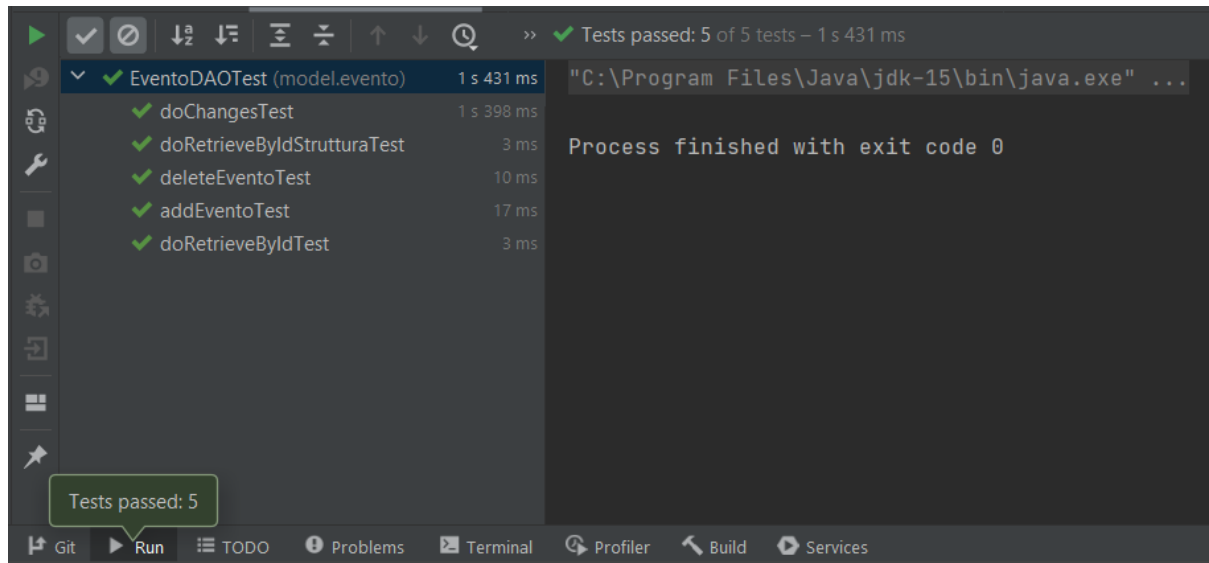 Tests passed: 5 of 5 tests – 1 s 431 ms
EventoDAOTest (model.evento) 1 s 431 ms
doChangesTest 1 s 398 ms
doRetrieveByIdStrutturaTest 3 ms
deleteEventoTest 10 ms
addEventoTest 17 ms
doRetrieveByIdTest 3 ms
"C:\Program Files\Java\jdk-15\bin\java.exe" ...
Process finished with exit code 0
Tests passed: 5
Git Run TODO Problems Terminal Profiler Build Services